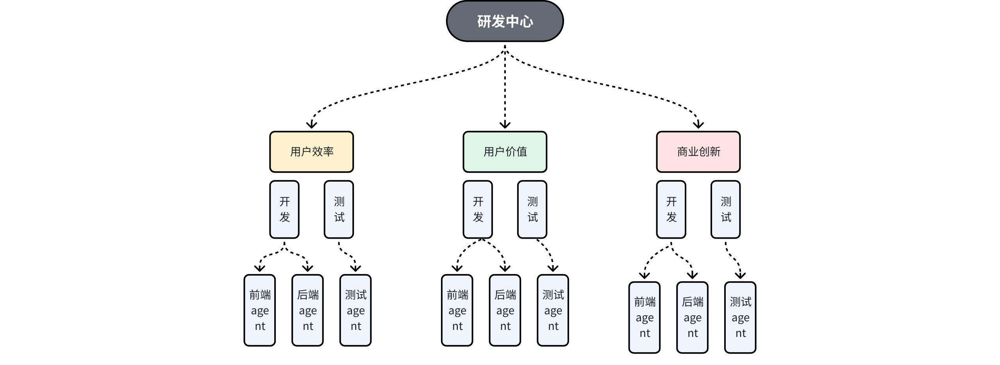 研发中心
用户效率
用户价值
商业创新
开
发
测
试
开
发
测
试
开
发
测
试
前端
age
nt
后端
age
nt
测试
age
nt
前端
age
nt
后端
age
nt
测试
age
nt
前端
age
nt
后端
age
nt
测试
age
nt